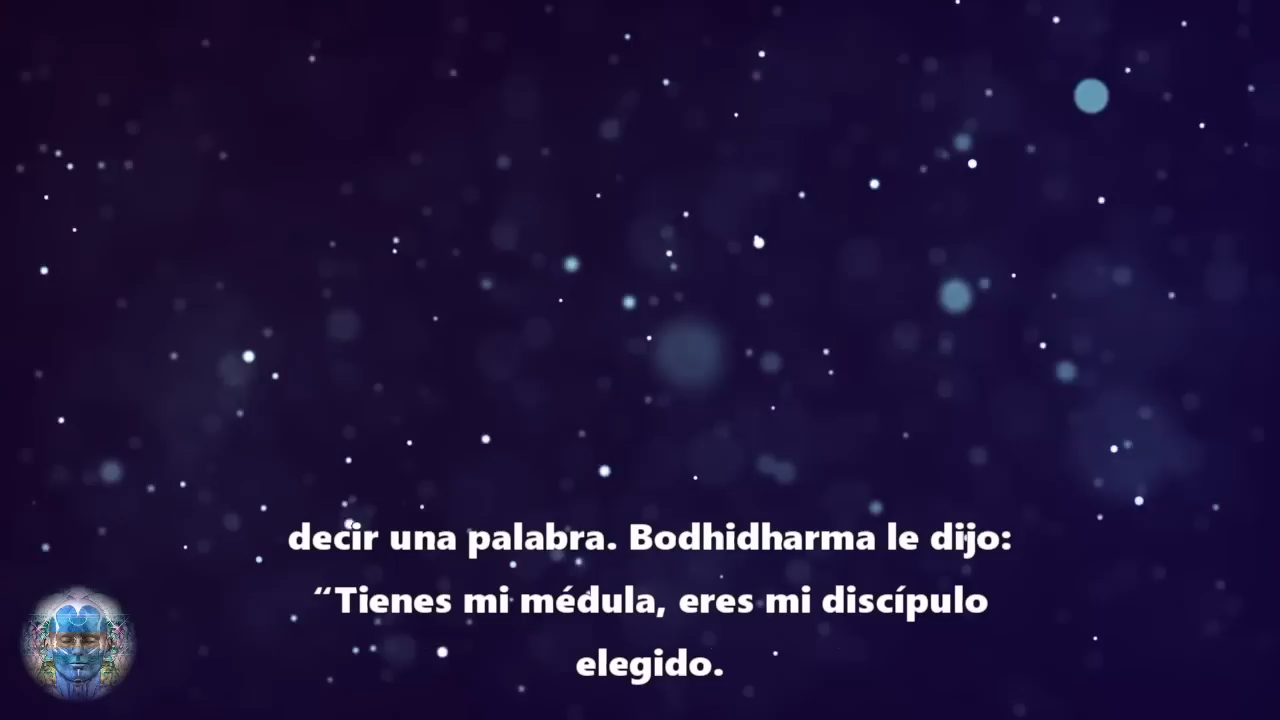 decir una palabra. Bodhidharma le dijo:
“Tienes mi médula, eres mi discípulo
elegido.